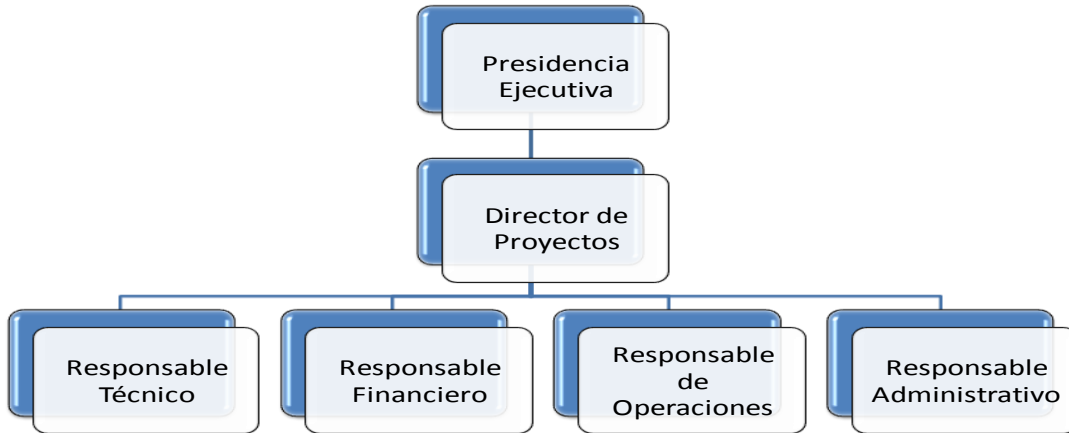 Presidencia
Ejecutiva
Director de
Proyectos
Responsable
Técnico
Responsable
Financiero
Responsable
de
Operaciones
Responsable
Administrativo